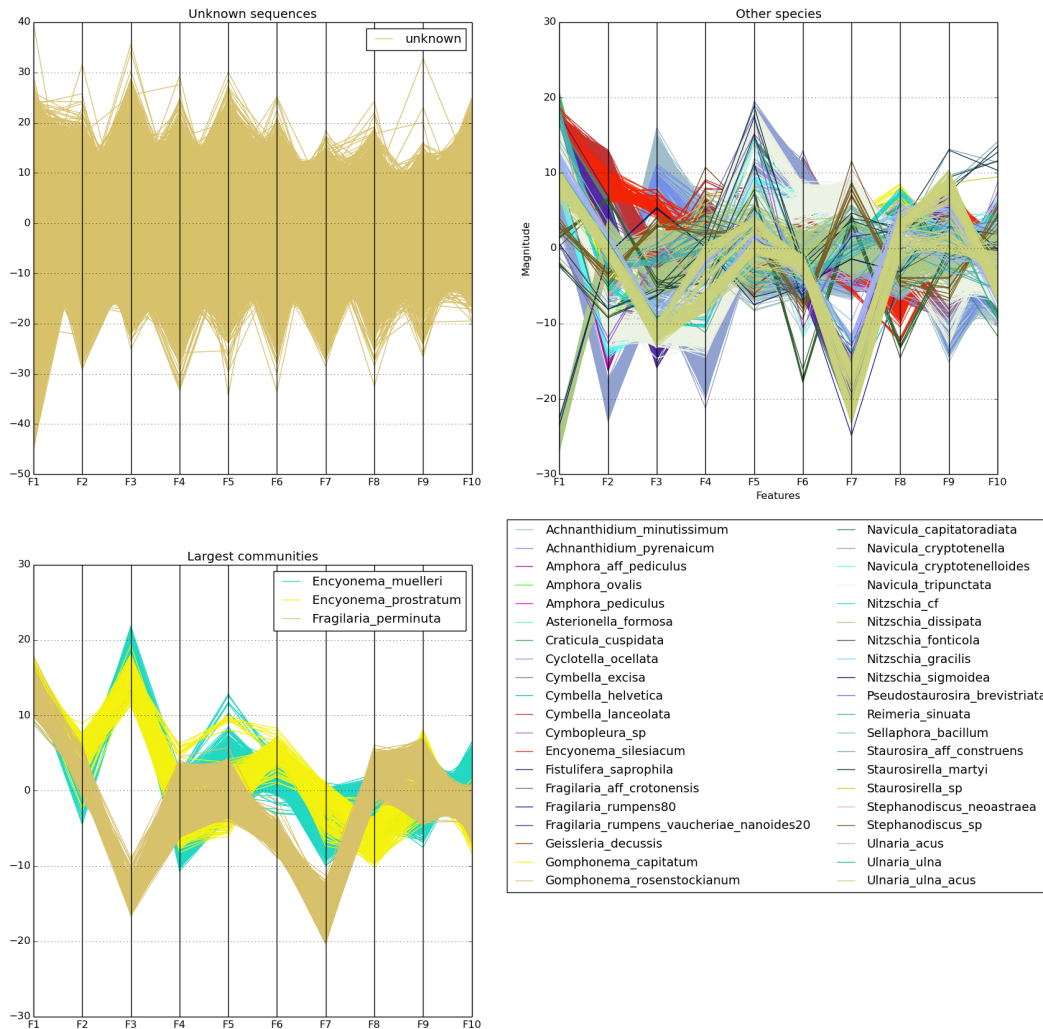 Unknown sequences
unknown
40
30
20
10
0
−10
−20
−30
−40
−50
F1 F2 F3 F4 F5 F6 F7 F8 F9 F10
Other species
Magnitude
30
20
10
0
−10
−20
−30
F1 F2 F3 F4 F5 F6 F7 F8 F9 F10
Features
Largest communities
Encyonema_muelleri
Encyonema_prostratum
Fragilaria_perminuta
30
20
10
0
−10
−20
−30
F1 F2 F3 F4 F5 F6 F7 F8 F9 F10
Achnanthidium_minutissimum
Achnanthidium_pyrenaicum
Amphora_aff_pediculus
Amphora_ovalis
Amphora_pediculus
Asterionella_formosa
Craticula_cuspidata
Cyclotella_ocellata
Cymbella_excisa
Cymbella_helvetica
Cymbella_lanceolata
Cymbopleura_sp
Encyonema_silesiacum
Fistulifera_saprophila
Fragilaria_aff_crotonensis
Fragilaria_rumpens80
Fragilaria_rumpens_vaucheriae_nanoides20
Geissleria_decussis
Gomphonema_capitatum
Gomphonema_rosenstockianum
Navicula_capitatoradiata
Navicula_cryptotenella
Navicula_cryptotenelloides
Navicula_tripunctata
Nitzschia_cf
Nitzschia_dissipata
Nitzschia_fonticola
Nitzschia_gracilis
Nitzschia_sigmoidea
Pseudostaurosira_brevistriata
Reimeria_sinuata
Sellaphora_bacillum
Staurosira_aff_construens
Staurosirella_martyi
Staurosirella_sp
Stephanodiscus_neoastraea
Stephanodiscus_sp
Ulnaria_acus
Ulnaria_ulna
Ulnaria_ulna_acus